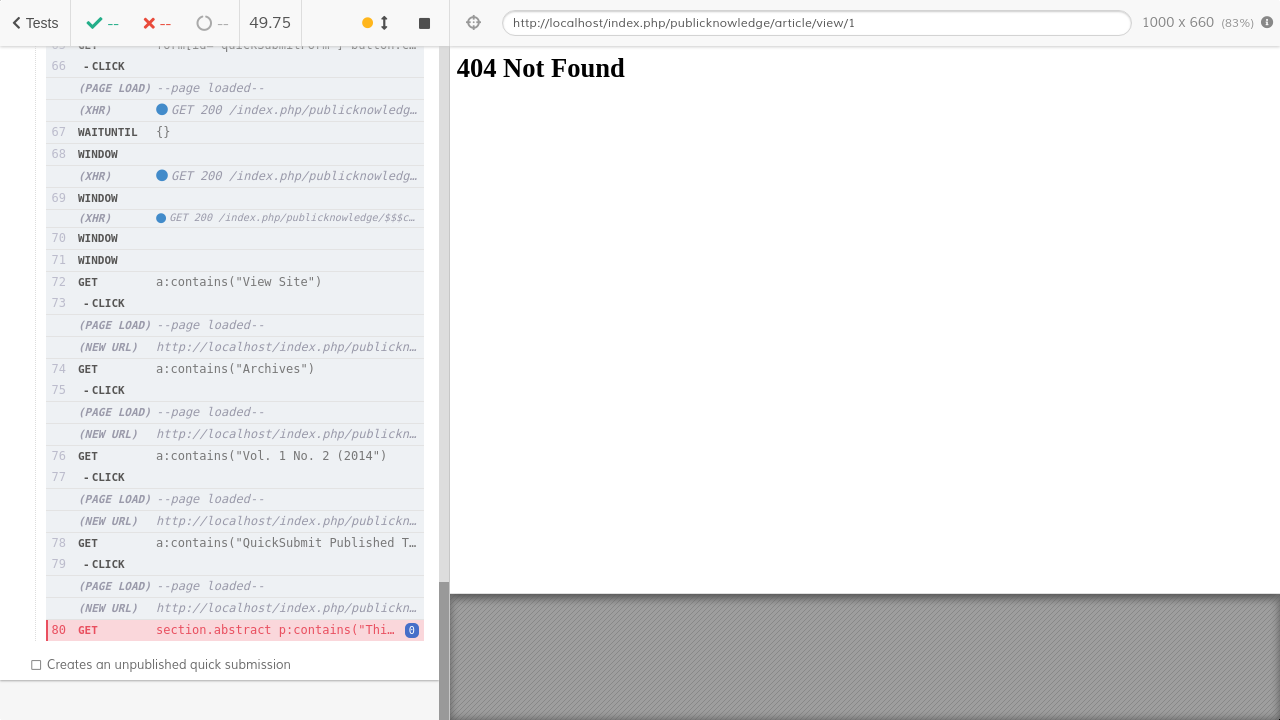 Tests -- -- -- 49.75
http://localhost/index.php/publicknowledge/article/view/1 1000 x 660 (83%)
65 GET form[id="quickSubmitForm"] button:c…
66 -CLICK
(PAGE LOAD) --page loaded--
(XHR) GET 200 /index.php/publicknowledg…
67 WAITUNTIL {}
68 WINDOW
(XHR) GET 200 /index.php/publicknowledg…
69 WINDOW
(XHR) GET 200 /index.php/publicknowledge/$$$c…
70 WINDOW
71 WINDOW
72 GET a:contains("View Site")
73 -CLICK
(PAGE LOAD) --page loaded--
(NEW URL) http://localhost/index.php/publickn…
74 GET a:contains("Archives")
75 -CLICK
(PAGE LOAD) --page loaded--
(NEW URL) http://localhost/index.php/publickn…
76 GET a:contains("Vol. 1 No. 2 (2014")
77 -CLICK
(PAGE LOAD) --page loaded--
(NEW URL) http://localhost/index.php/publickn…
78 GET a:contains("QuickSubmit Published T…
79 -CLICK
(PAGE LOAD) --page loaded--
(NEW URL) http://localhost/index.php/publickn…
80 GET section.abstract p:contains("Thi… 0
Creates an unpublished quick submission
404 Not Found